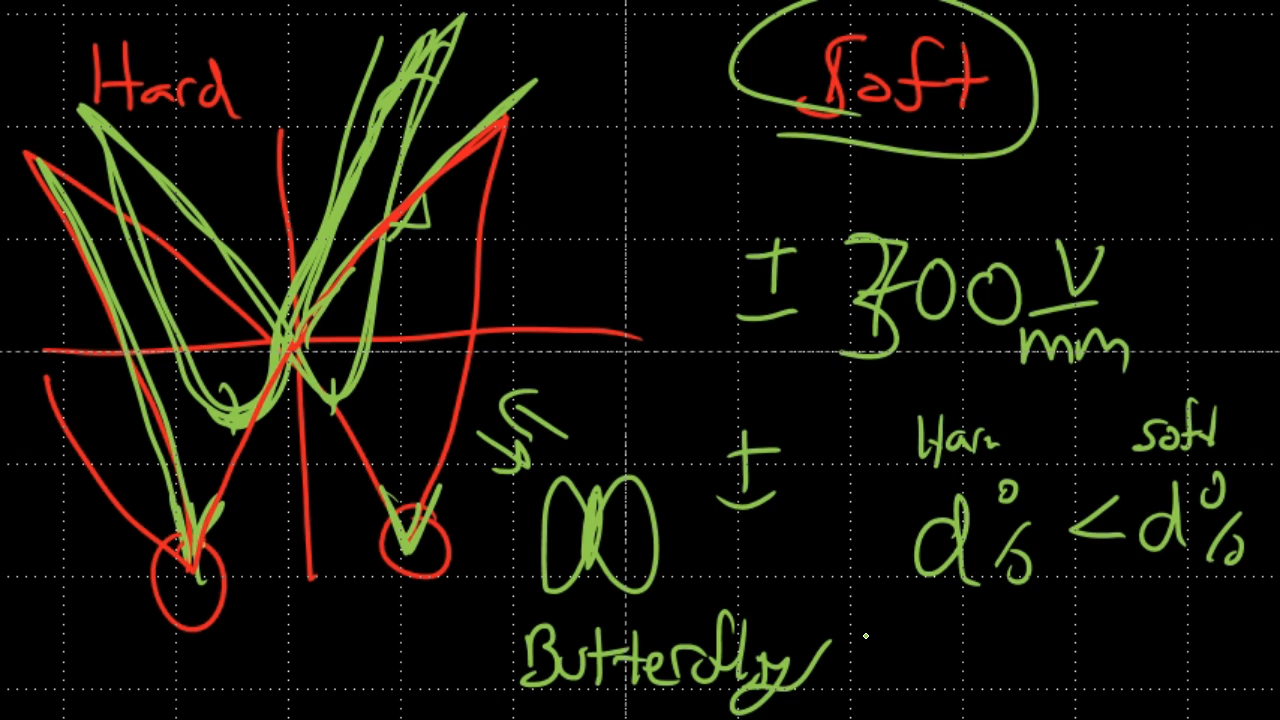 Hard
Soft
± 300 V/mm
Hard
Soft
±
d% < d%
Butterfly